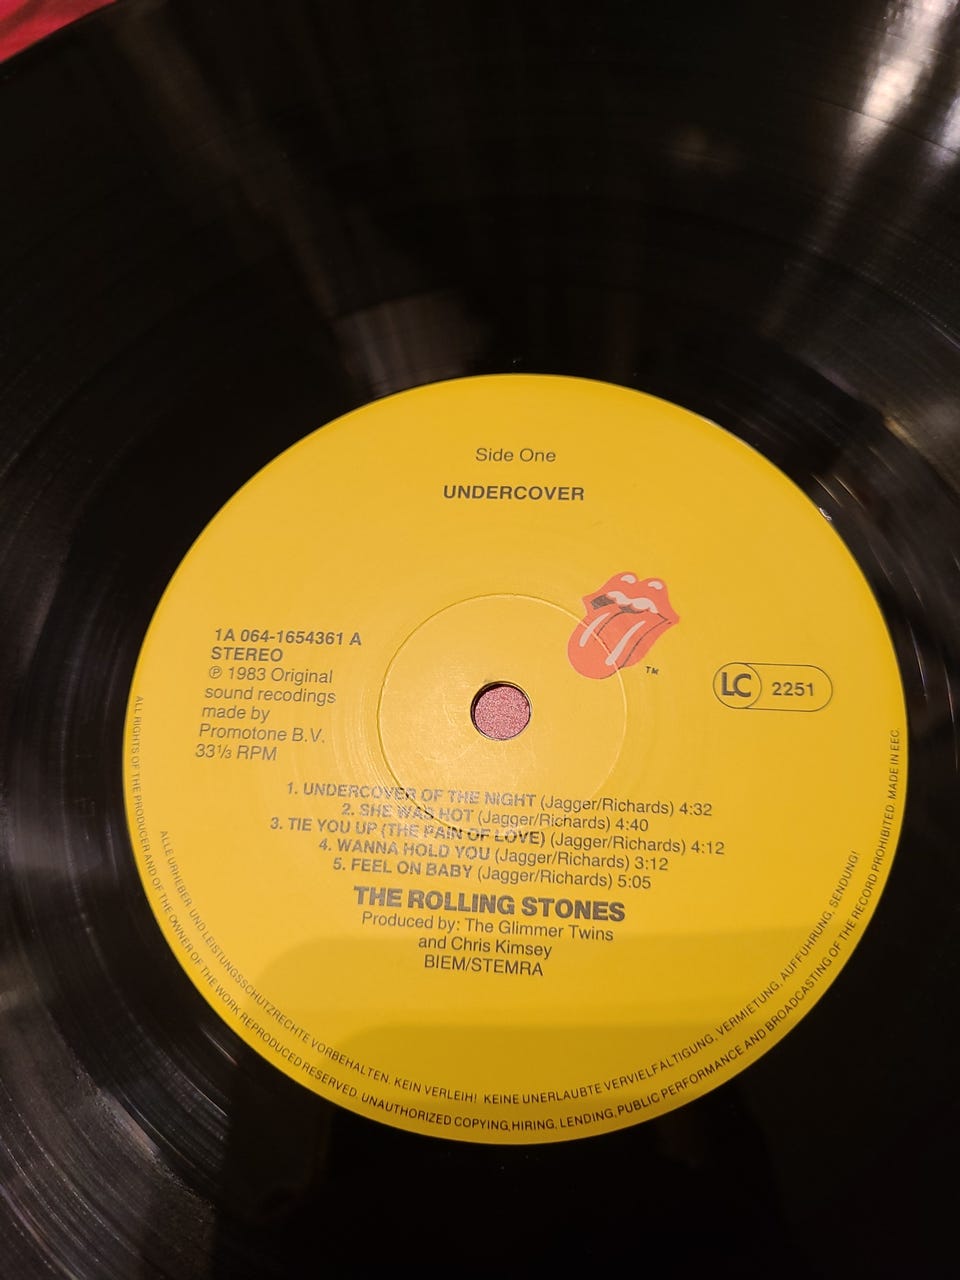 Side One
UNDERCOVER
1A 064-1654361 A
STEREO
℗ 1983 Original
sound recodings
made by
Promotone B.V.
33⅓ RPM
™
LC 2251
1. UNDERCOVER OF THE NIGHT (Jagger/Richards) 4:32
2. SHE WAS HOT (Jagger/Richards) 4:40
3. TIE YOU UP (THE PAIN OF LOVE) (Jagger/Richards) 4:12
4. WANNA HOLD YOU (Jagger/Richards) 3:12
5. FEEL ON BABY (Jagger/Richards) 5:05
THE ROLLING STONES
Produced by: The Glimmer Twins
and Chris Kimsey
BIEM/STEMRA
ALLE URHEBER- UND LEISTUNGSSCHUTZRECHTE VORBEHALTEN. KEIN VERLEIH! KEINE UNERLAUBTE VERVIELFÄLTIGUNG, VERMIETUNG, AUFFÜHRUNG, SENDUNG!
ALL RIGHTS OF THE PRODUCER AND OF THE OWNER OF THE WORK REPRODUCED RESERVED. UNAUTHORIZED COPYING, HIRING, LENDING, PUBLIC PERFORMANCE AND BROADCASTING OF THE RECORD PROHIBITED. MADE IN EEC.